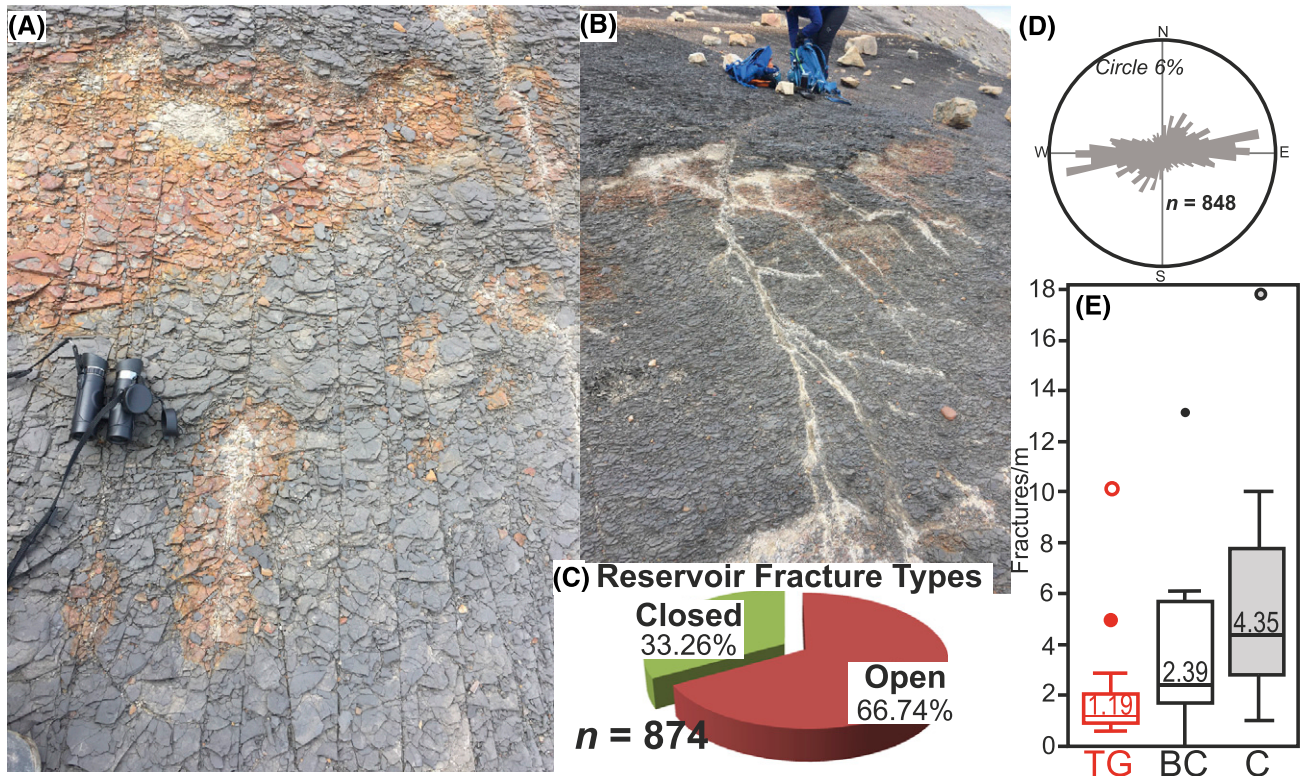 (A)
(B)
(C) Reservoir Fracture Types
Closed
33.26%
Open
66.74%
n = 874
(D)
N
Circle 6%
W
E
n = 848
S
(E)
18
16
14
12
10
8
6
4
2
0
Fractures/m
1.19
2.39
4.35
TG
BC
C